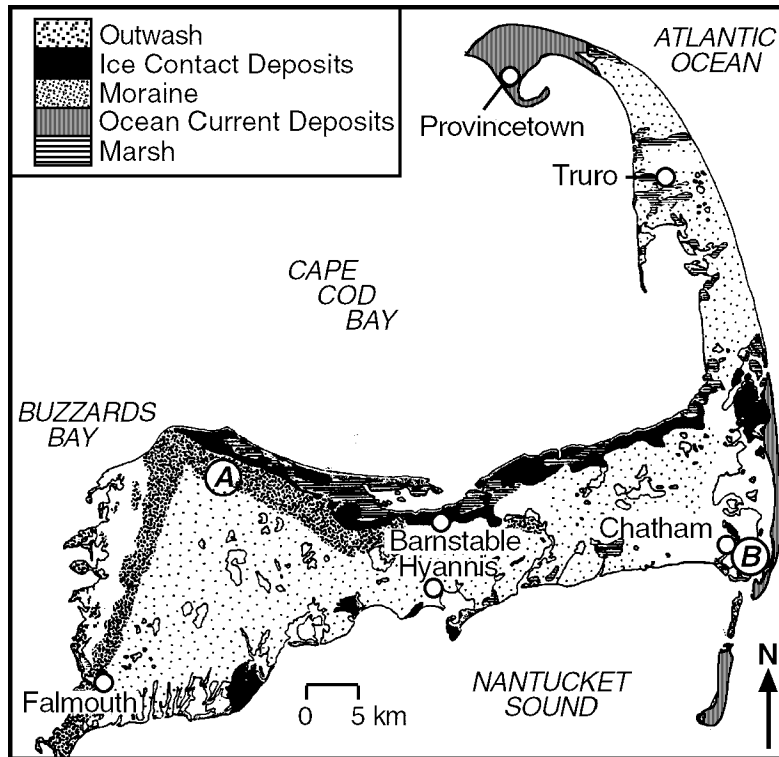 Outwash
Ice Contact Deposits
Moraine
Ocean Current Deposits
Marsh
ATLANTIC
OCEAN
Provincetown
Truro
CAPE
COD
BAY
BUZZARDS
BAY
A
Barnstable
Hyannis
Chatham
B
Falmouth
0 5 km
NANTUCKET
SOUND
N